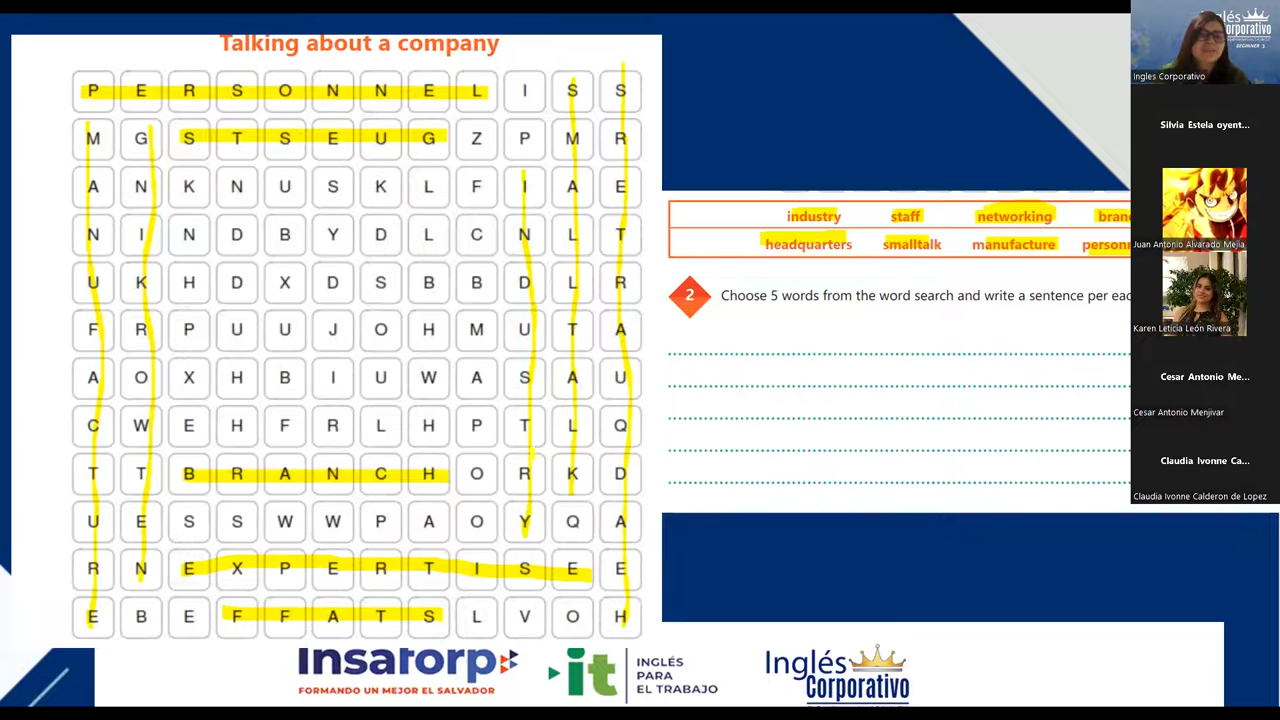 Talking about a company
P E R S O N N E L I S S
M G S T S E U G Z P M R
A N K N U S K L F I A E
N I N D B Y D L C N L T
U K H D X D S B B D L R
F R P U U J O H M U T A
A O X H B I U W A S A U
C W E H F R L H P T L Q
T T B R A N C H O R K D
U E S S W W P A O Y Q A
R N E X P E R T I S E E
E B E F F A T S L V O H
industry staff networking
headquarters smalltalk manufacture
2 Choose 5 words from the word search and write a sentence per
Insaforp
FORMANDO UN MEJOR EL SALVADOR
it INGLÉS
PARA
EL TRABAJO
Inglés
Corporativo
Inglés
BEGINNER 3
Ingles Corporativo
Silvia Estela oyent...
Juan Antonio Alvarado Mejia
Karen Leticia León Rivera
Cesar Antonio Me...
Cesar Antonio Menjivar
Claudia Ivonne Ca...
Claudia Ivonne Calderon de Lopez